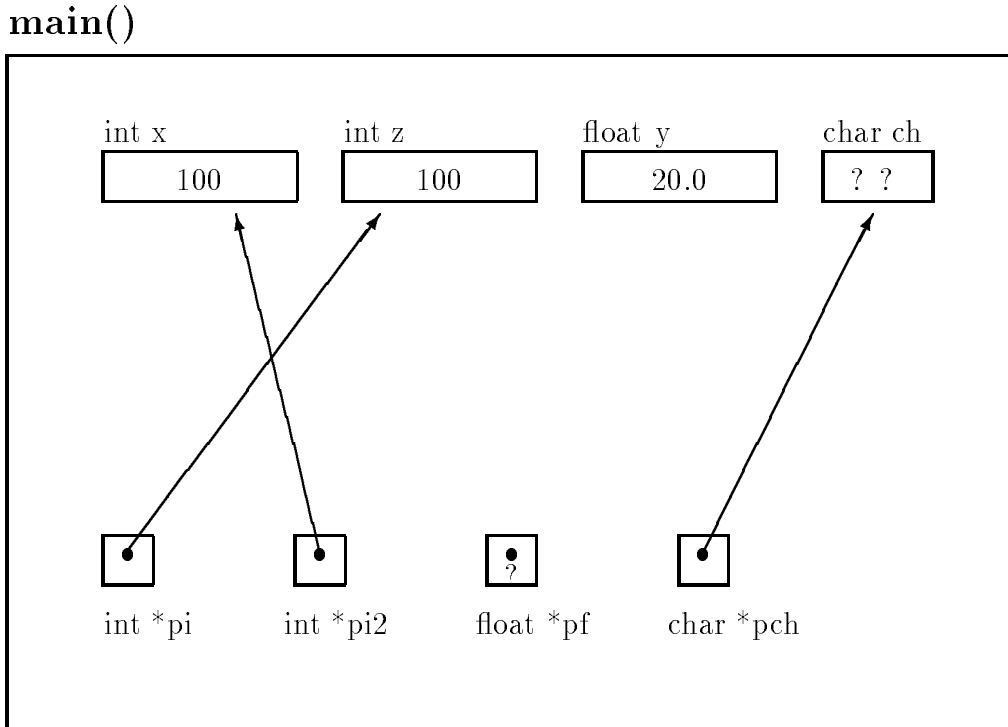 main()
int x int z float y char ch
100 100 20.0 ? ?
?
int *pi int *pi2 float *pf char *pch